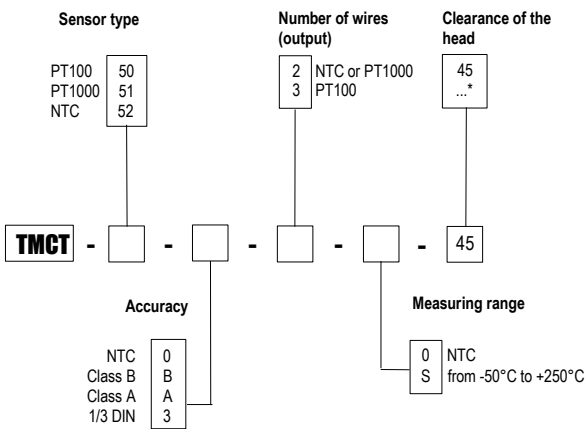 Sensor type
PT100 50
PT1000 51
NTC 52
Number of wires
(output)
2 NTC or PT1000
3 PT100
Clearance of the
head
45
...*
TMCT - - - - - 45
Accuracy
NTC 0
Class B B
Class A A
1/3 DIN 3
Measuring range
0 NTC
S from -50°C to +250°C